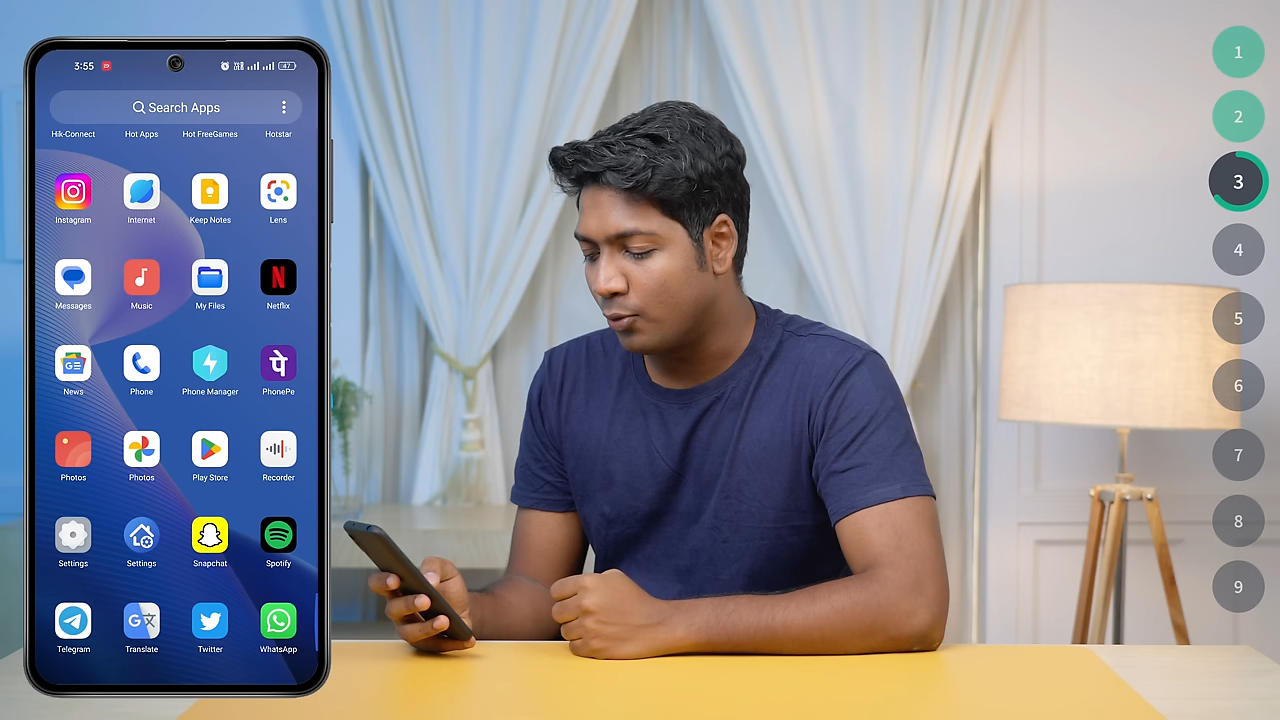 3:55
47
Search Apps
Hik-Connect Hot Apps Hot FreeGames Hotstar
Instagram Internet Keep Notes Lens
Messages Music My Files Netflix
News Phone Phone Manager PhonePe
Photos Photos Play Store Recorder
Settings Settings Snapchat Spotify
Telegram Translate Twitter WhatsApp
1
2
3
4
5
6
7
8
9